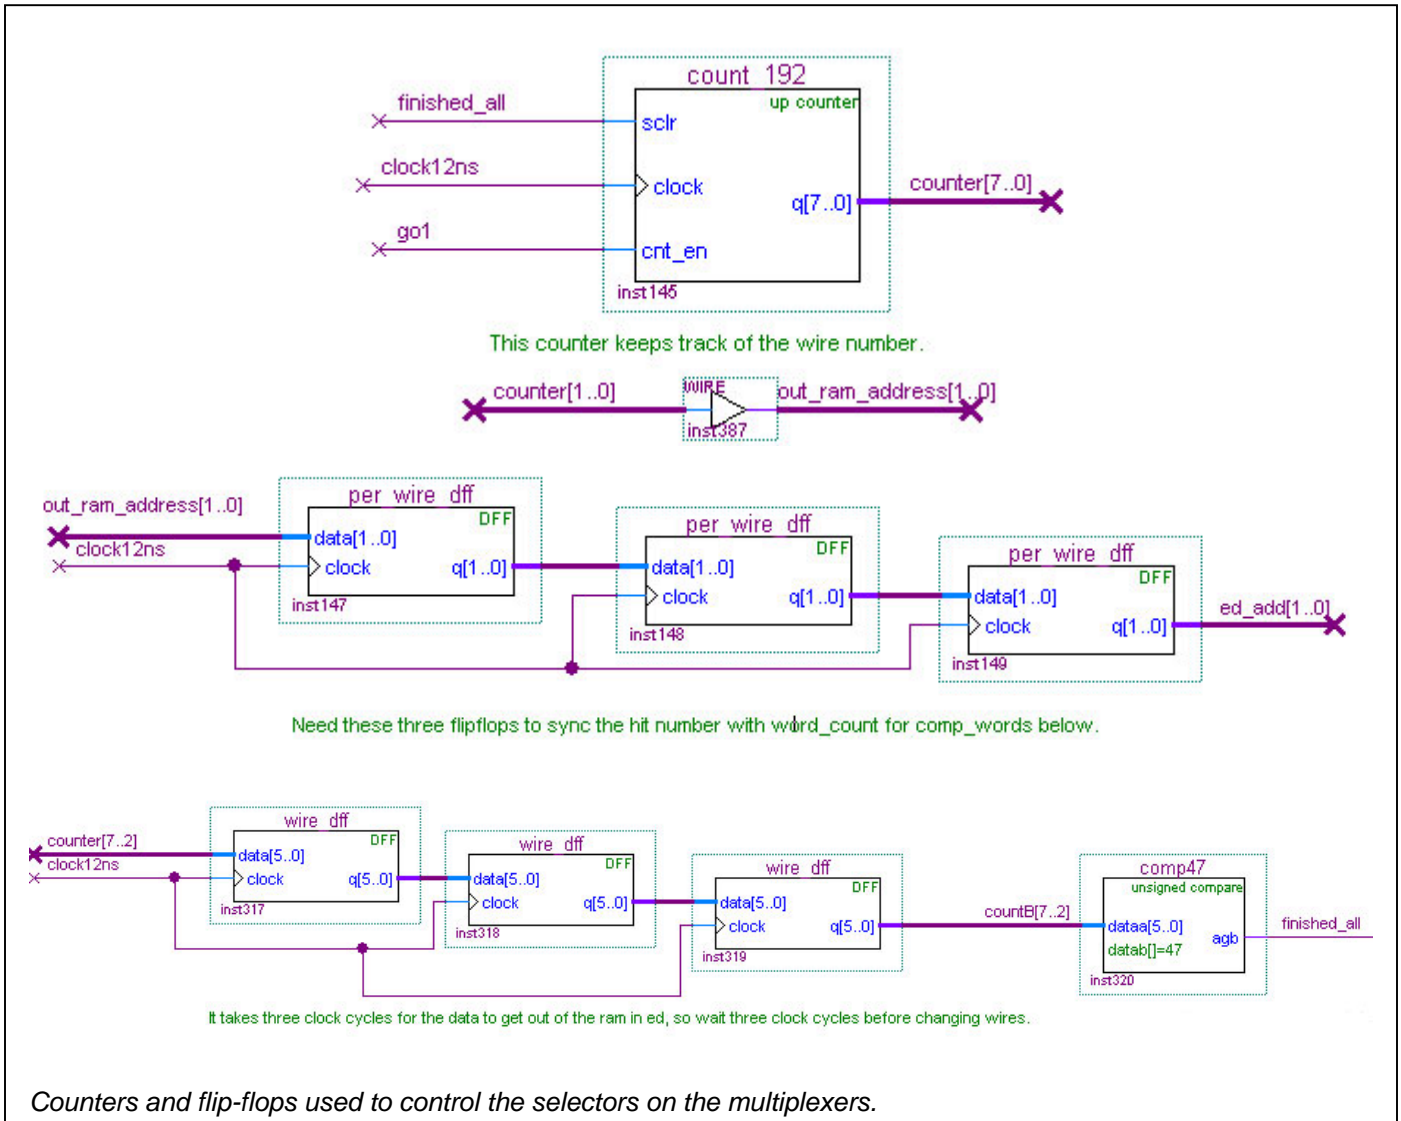 count_192
up counter
finished_all
sclr
clock12ns
clock
q[7..0]
counter[7..0]
go1
cnt_en
inst145
This counter keeps track of the wire number.
counter[1..0]
WIRE
out_ram_address[1..0]
inst387
out_ram_address[1..0]
clock12ns
per_wire_dff
DFF
data[1..0]
clock
q[1..0]
inst147
per_wire_dff
DFF
data[1..0]
clock
q[1..0]
inst148
per_wire_dff
DFF
data[1..0]
clock
q[1..0]
inst149
ed_add[1..0]
Need these three flipflops to sync the hit number with word_count for comp_words below.
counter[7..2]
clock12ns
wire_dff
DFF
data[5..0]
clock
q[5..0]
inst317
wire_dff
DFF
data[5..0]
clock
q[5..0]
inst318
wire_dff
DFF
data[5..0]
clock
q[5..0]
inst319
countB[7..2]
comp47
unsigned compare
dataa[5..0]
datab[]=47
agb
inst320
finished_all
It takes three clock cycles for the data to get out of the ram in ed, so wait three clock cycles before changing wires.
Counters and flip-flops used to control the selectors on the multiplexers.